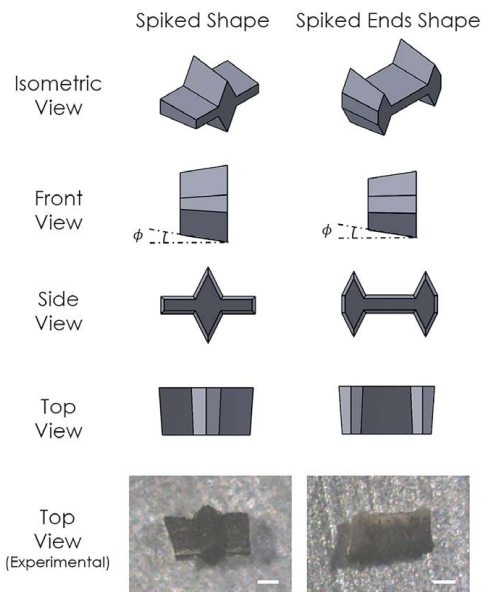 Spiked Shape
Spiked Ends Shape
Isometric
View
Front
View
ϕ
ϕ
Side
View
Top
View
Top
View
(Experimental)